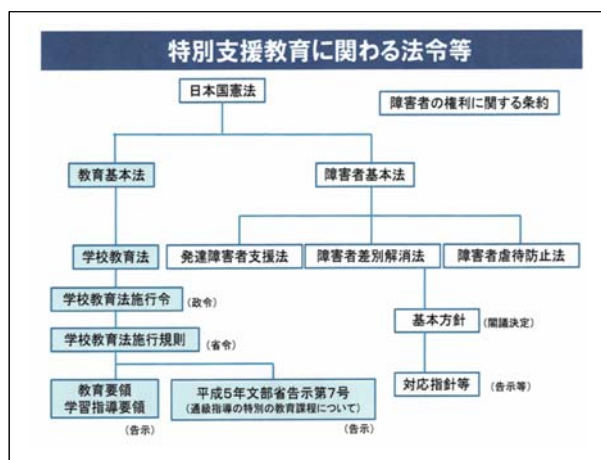 特別支援教育に関わる法令等
日本国憲法
障害者の権利に関する条約
教育基本法
障害者基本法
学校教育法
発達障害者支援法
障害者差別解消法
障害者虐待防止法
学校教育法施行令
(政令)
基本方針
(閣議決定)
学校教育法施行規則
(省令)
教育要領
学習指導要領
(告示)
平成5年文部省告示第7号
(通級指導の特別の教育課程について)
(告示)
対応指針等
(告示等)